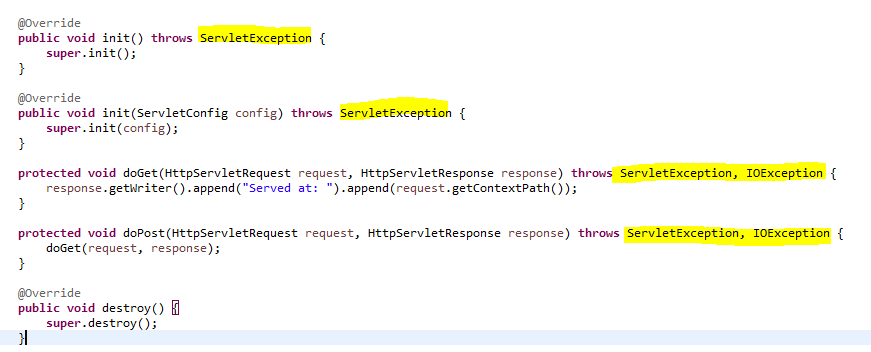 @Override
public void init() throws ServletException {
    super.init();
}
@Override
public void init(ServletConfig config) throws ServletException {
    super.init(config);
}
protected void doGet(HttpServletRequest request, HttpServletResponse response) throws ServletException, IOException {
    response.getWriter().append("Served at: ").append(request.getContextPath());
}
protected void doPost(HttpServletRequest request, HttpServletResponse response) throws ServletException, IOException {
    doGet(request, response);
}
@Override
public void destroy() {
    super.destroy();
}